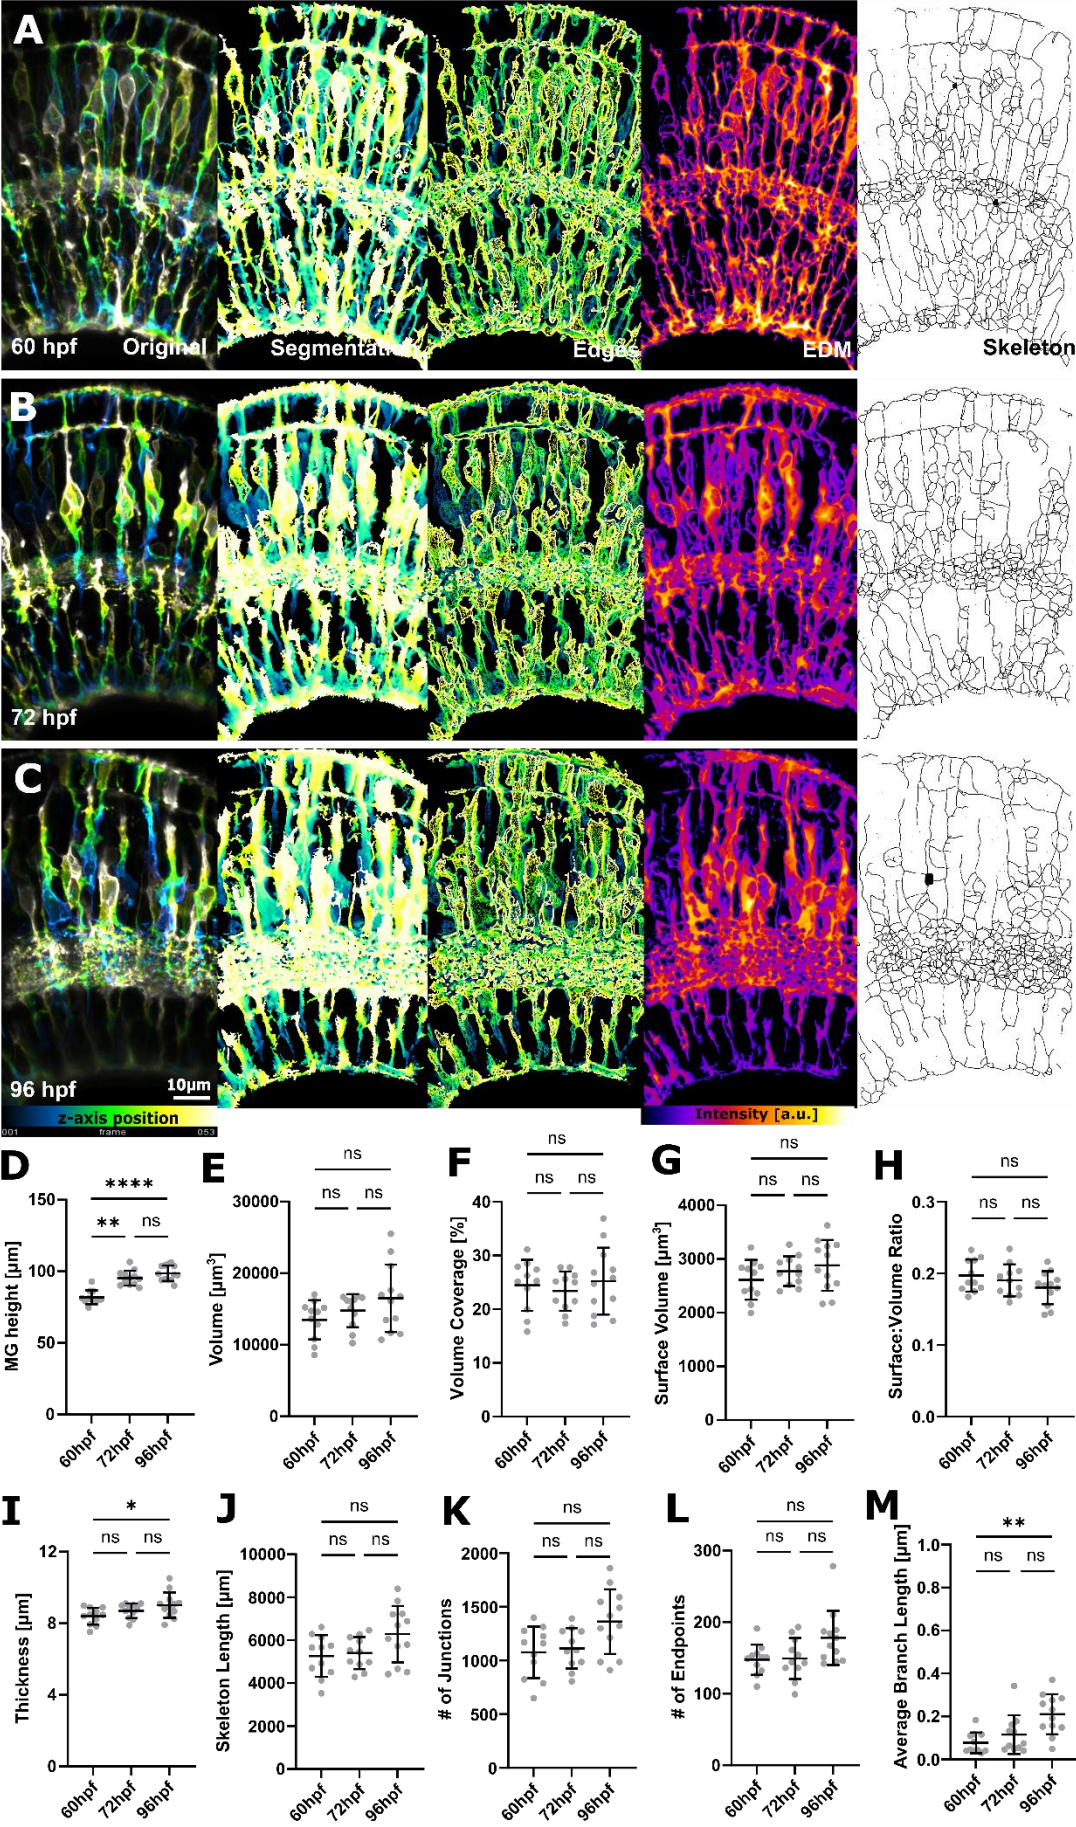 A
60 hpf
Original
Segmentati
Edges
EDM
Skeleton
B
72 hpf
C
96 hpf
10µm
z-axis position
001 frame 053
Intensity [a.u.]
D
MG height [µm]
150
100
50
0
****
** ns
60hpf 72hpf 96hpf
E
Volume [µm³]
30000
20000
10000
0
ns
ns ns
60hpf 72hpf 96hpf
F
Volume Coverage [%]
40
30
20
10
0
ns
ns ns
60hpf 72hpf 96hpf
G
Surface Volume [µm³]
4000
3000
2000
1000
0
ns
ns ns
60hpf 72hpf 96hpf
H
Surface:Volume Ratio
0.3
0.2
0.1
0.0
ns
ns ns
60hpf 72hpf 96hpf
I
Thickness [µm]
12
8
4
0
*
ns ns
60hpf 72hpf 96hpf
J
Skeleton Length [µm]
10000
8000
6000
4000
2000
0
ns
ns ns
60hpf 72hpf 96hpf
K
# of Junctions
2000
1500
1000
500
0
ns
ns ns
60hpf 72hpf 96hpf
L
# of Endpoints
300
200
100
0
ns
ns ns
60hpf 72hpf 96hpf
M
Average Branch Length [µm]
1.0
0.8
0.6
0.4
0.2
0.0
**
ns ns
60hpf 72hpf 96hpf